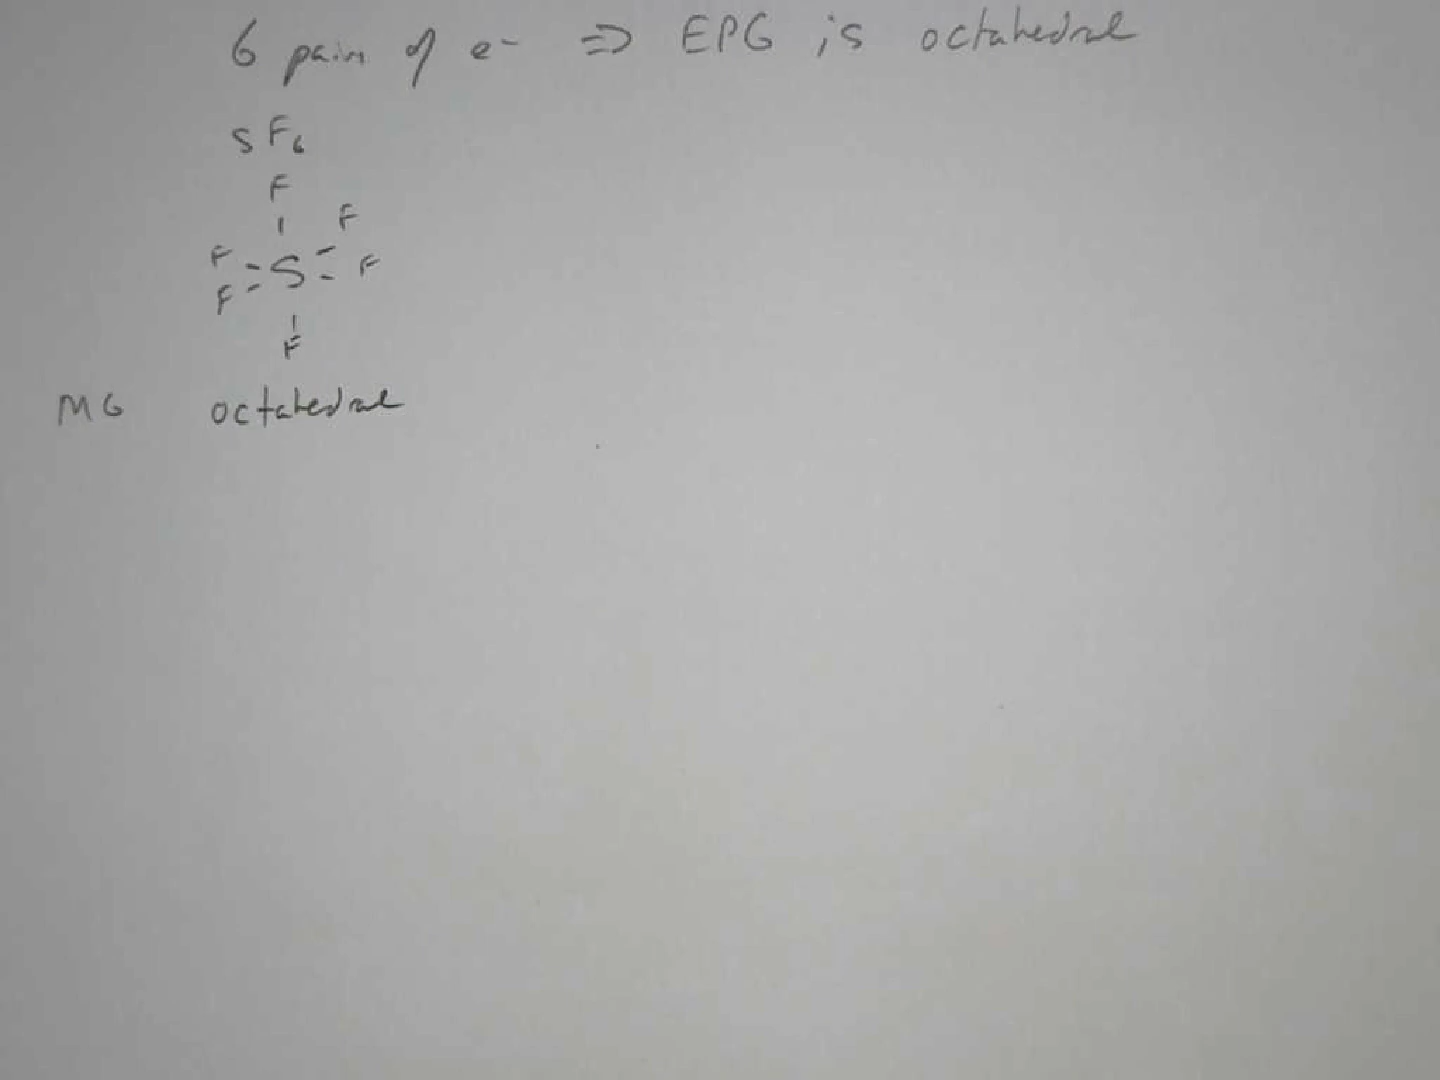 6 pairs of e- ⇒ EPG is octahedral
SF₆
F
F
F - S - F
F
F
F
MG octahedral